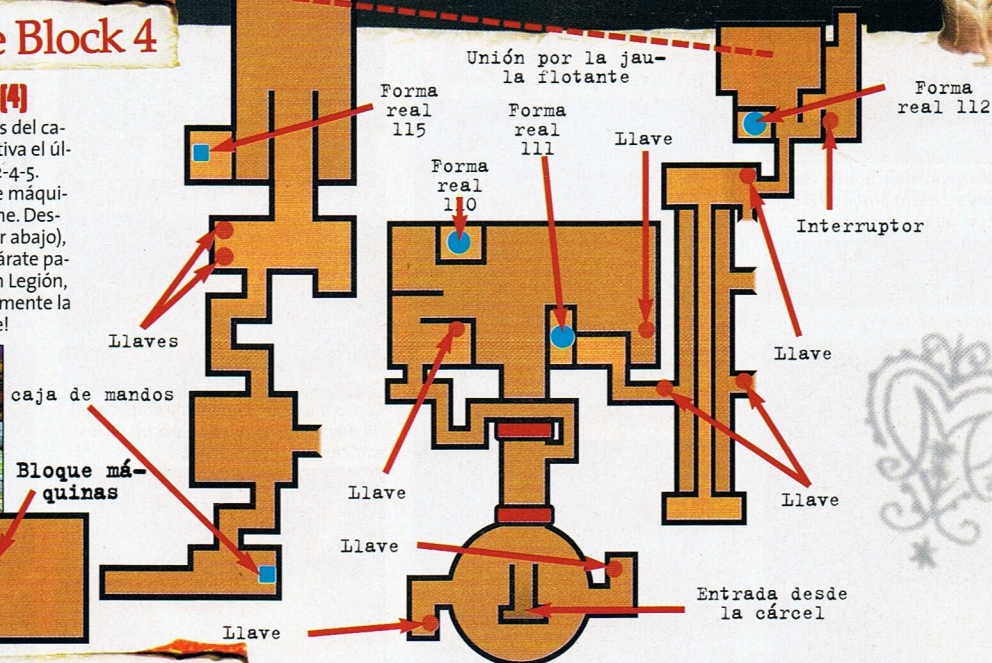 e Block 4
(4)
s del ca-
tiva el úl-
2-4-5.
e máqui-
ne. Des-
r abajo),
árate pa-
n Legión,
mente la
e!
Unión por la jau-
la flotante
Forma
real
115
Forma
real
111
Llave
Forma
real 112
Forma
real
110
Interruptor
Llaves
Llave
caja de mandos
Bloque má-
quinas
Llave
Llave
Llave
Entrada desde
la cárcel
Llave